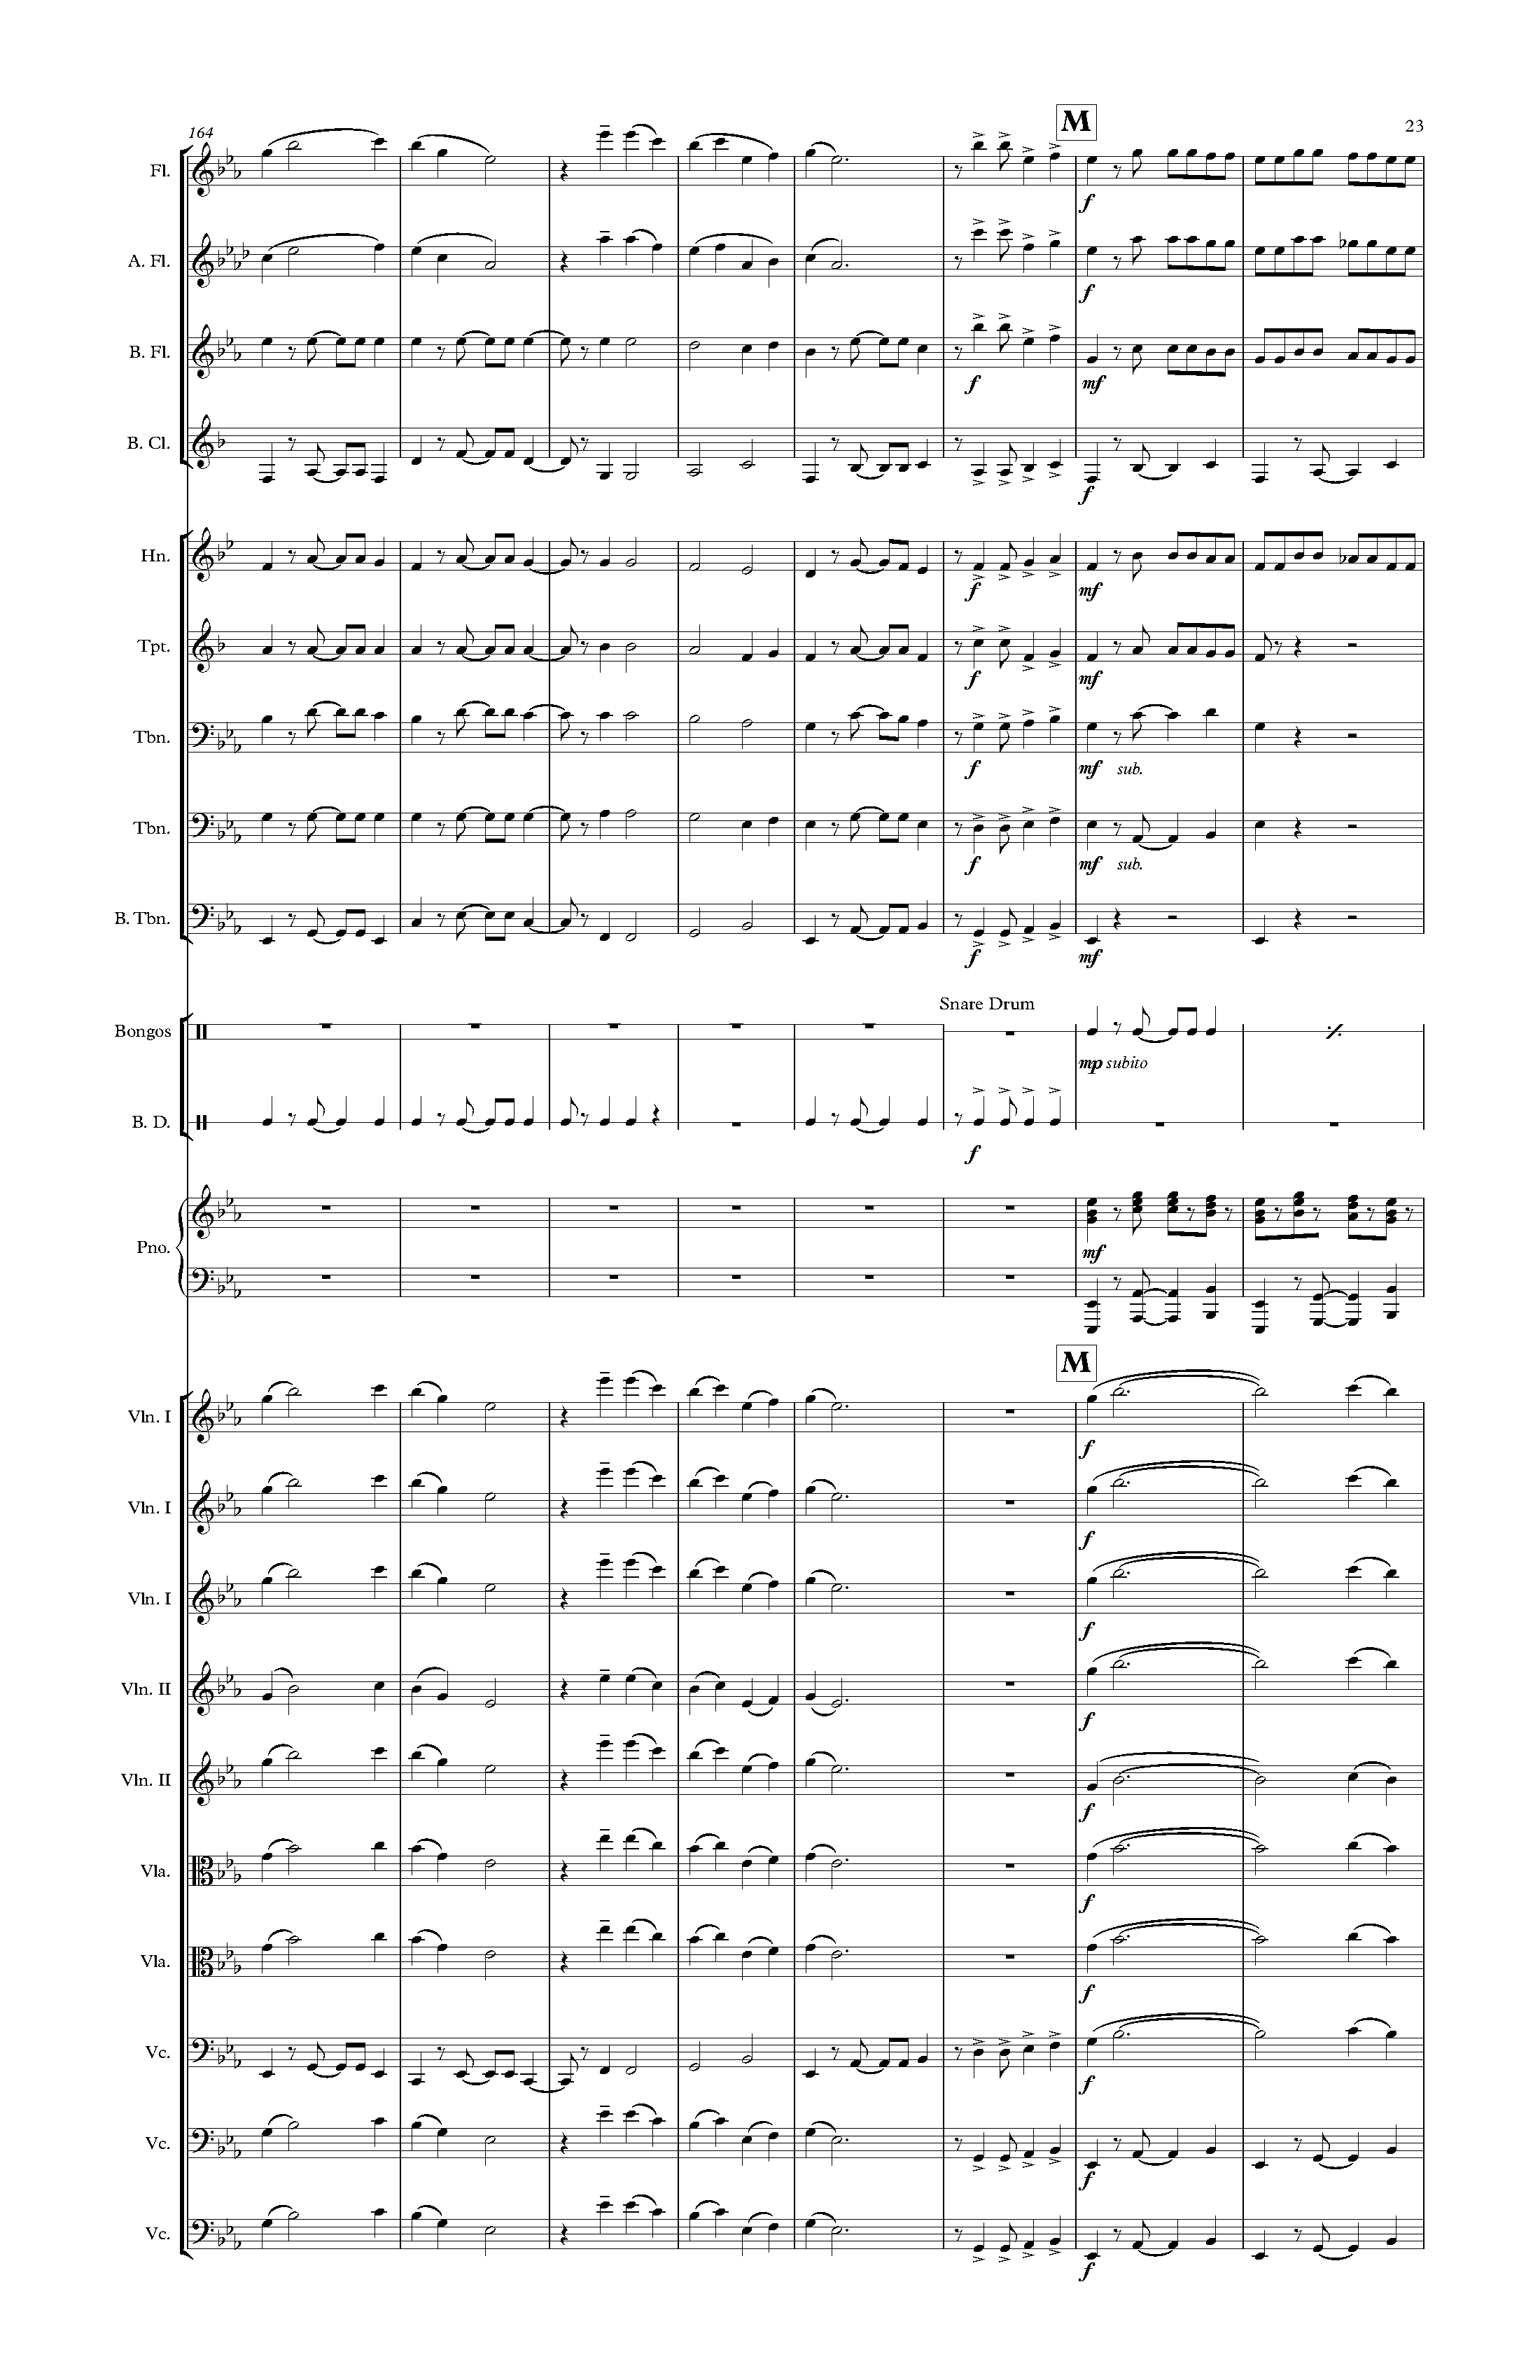 M
164
23
Fl.
f
A. Fl.
f
B. Fl.
f mf
B. Cl.
f
Hn.
f mf
Tpt.
f mf
Tbn.
f mf sub.
Tbn.
f mf sub.
B. Tbn.
f mf
Snare Drum
Bongos
mp subito
B. D.
f
Pno.
mf
M
Vln. I
f
Vln. I
f
Vln. I
f
Vln. II
f
Vln. II
f
Vla.
f
Vla.
f
Vc.
f
Vc.
f
Vc.
f